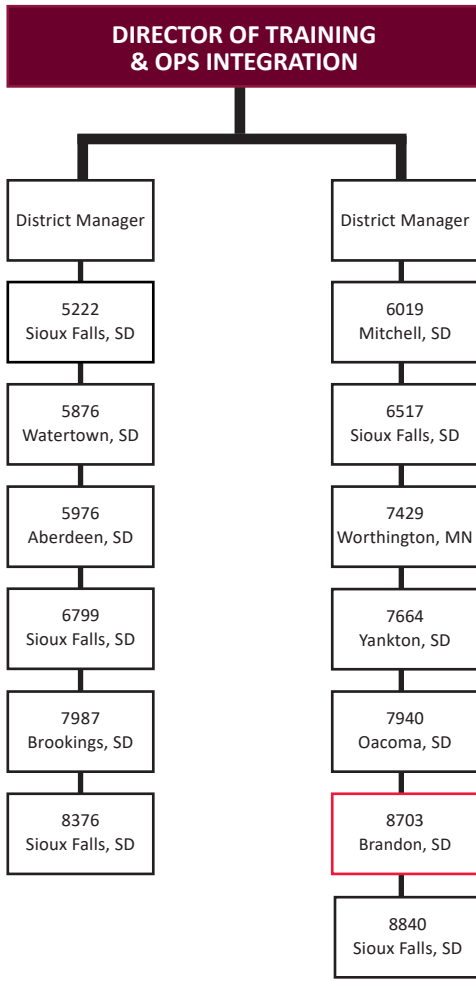 DIRECTOR OF TRAINING
& OPS INTEGRATION
District Manager
5222
Sioux Falls, SD
5876
Watertown, SD
5976
Aberdeen, SD
6799
Sioux Falls, SD
7987
Brookings, SD
8376
Sioux Falls, SD
District Manager
6019
Mitchell, SD
6517
Sioux Falls, SD
7429
Worthington, MN
7664
Yankton, SD
7940
Oacoma, SD
8703
Brandon, SD
8840
Sioux Falls, SD